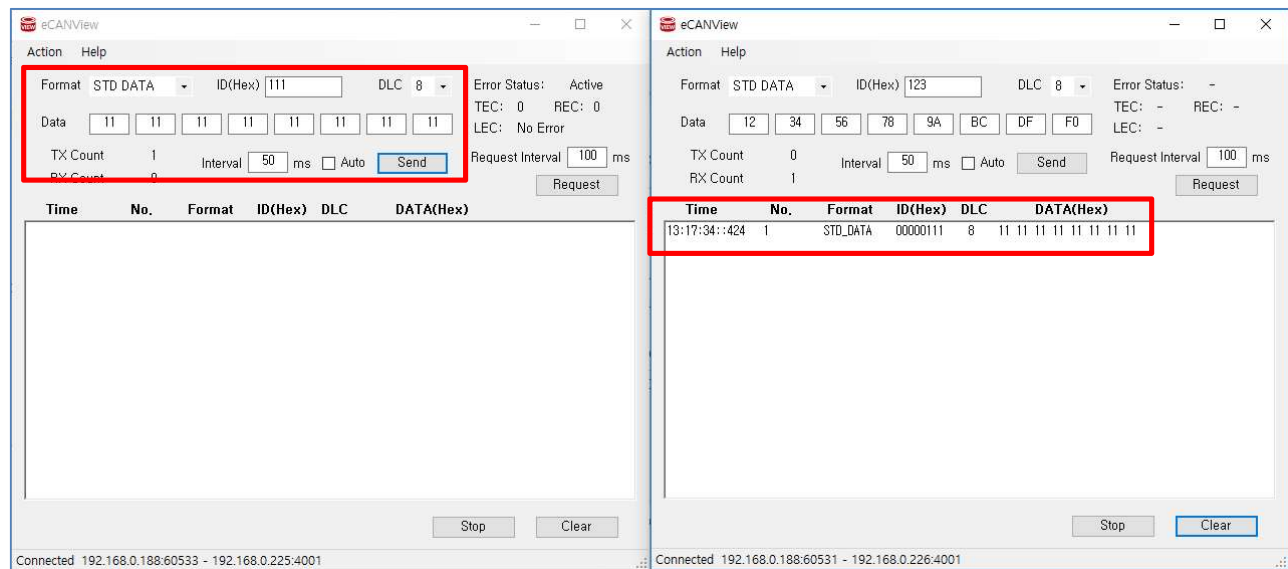 eCANView
Action Help
Format STD DATA ID(Hex) 111 DLC 8 Error Status: Active
TEC: 0 REC: 0
Data 11 11 11 11 11 11 11 11 LEC: No Error
TX Count 1 Interval 50 ms Auto Send Request Interval 100 ms
RX Count 0 Request
Time No. Format ID(Hex) DLC DATA(Hex)
Stop Clear
Connected 192.168.0.188:60533 - 192.168.0.225:4001
eCANView
Action Help
Format STD DATA ID(Hex) 123 DLC 8 Error Status: -
TEC: - REC: -
Data 12 34 56 78 9A BC DF F0 LEC: -
TX Count 0 Interval 50 ms Auto Send Request Interval 100 ms
RX Count 1 Request
Time No. Format ID(Hex) DLC DATA(Hex)
13:17:34::424 1 STD_DATA 00000111 8 11 11 11 11 11 11 11 11
Stop Clear
Connected 192.168.0.188:60531 - 192.168.0.226:4001